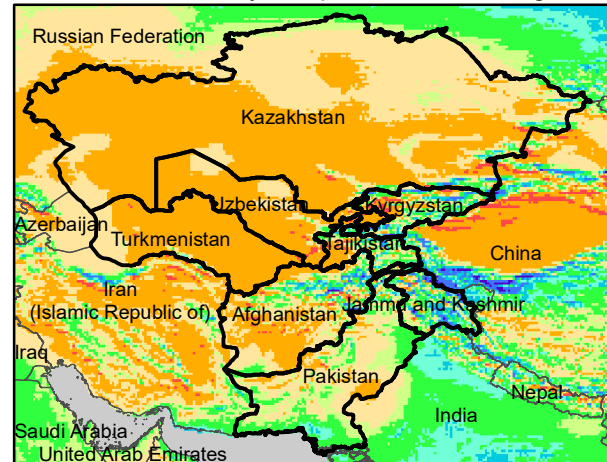 Russian Federation
Kazakhstan
Izbekistan
Kyrgyzstan
Azerbaijan
Turkmenistan
Tajikistan
China
Iran
(Islamic Republic of)
Afghanistan
Jammu and Kashmir
Iraq
Pakistan
Nepal
India
Saudi Arabia
United Arab Emirates